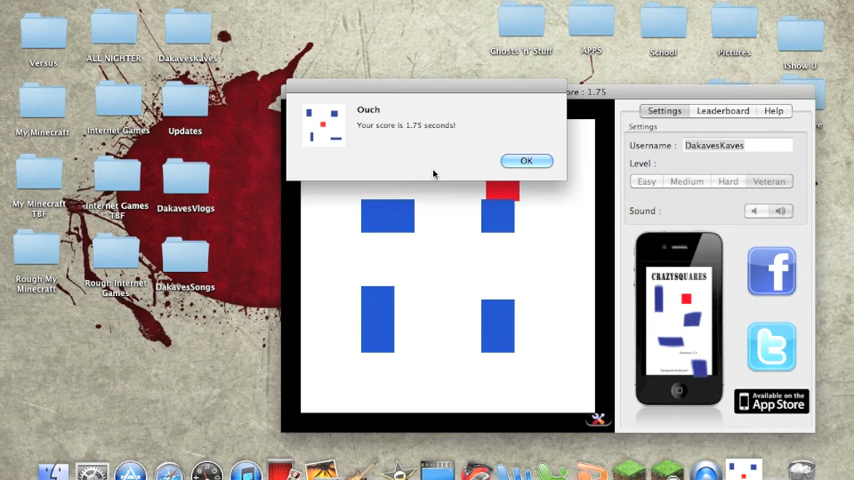 Versus
ALL NIGHTER
DakavesKaves
Ghosts 'n' Stuff
APPS
School
Pictures
IShow U
My Minecraft
Internet Games
Updates
My Minecraft
TBF
Internet Games
TBF
DakavesVlogs
Rough My
Minecraft
Rough Internet
Games
DakavesSongs
ore : 1.75
Ouch
Your score is 1.75 seconds!
OK
Settings
Leaderboard
Help
Settings
Username :
DakavesKaves
Level :
Easy
Medium
Hard
Veteran
Sound :
CRAZYSQUARES
f
t
Available on the
App Store